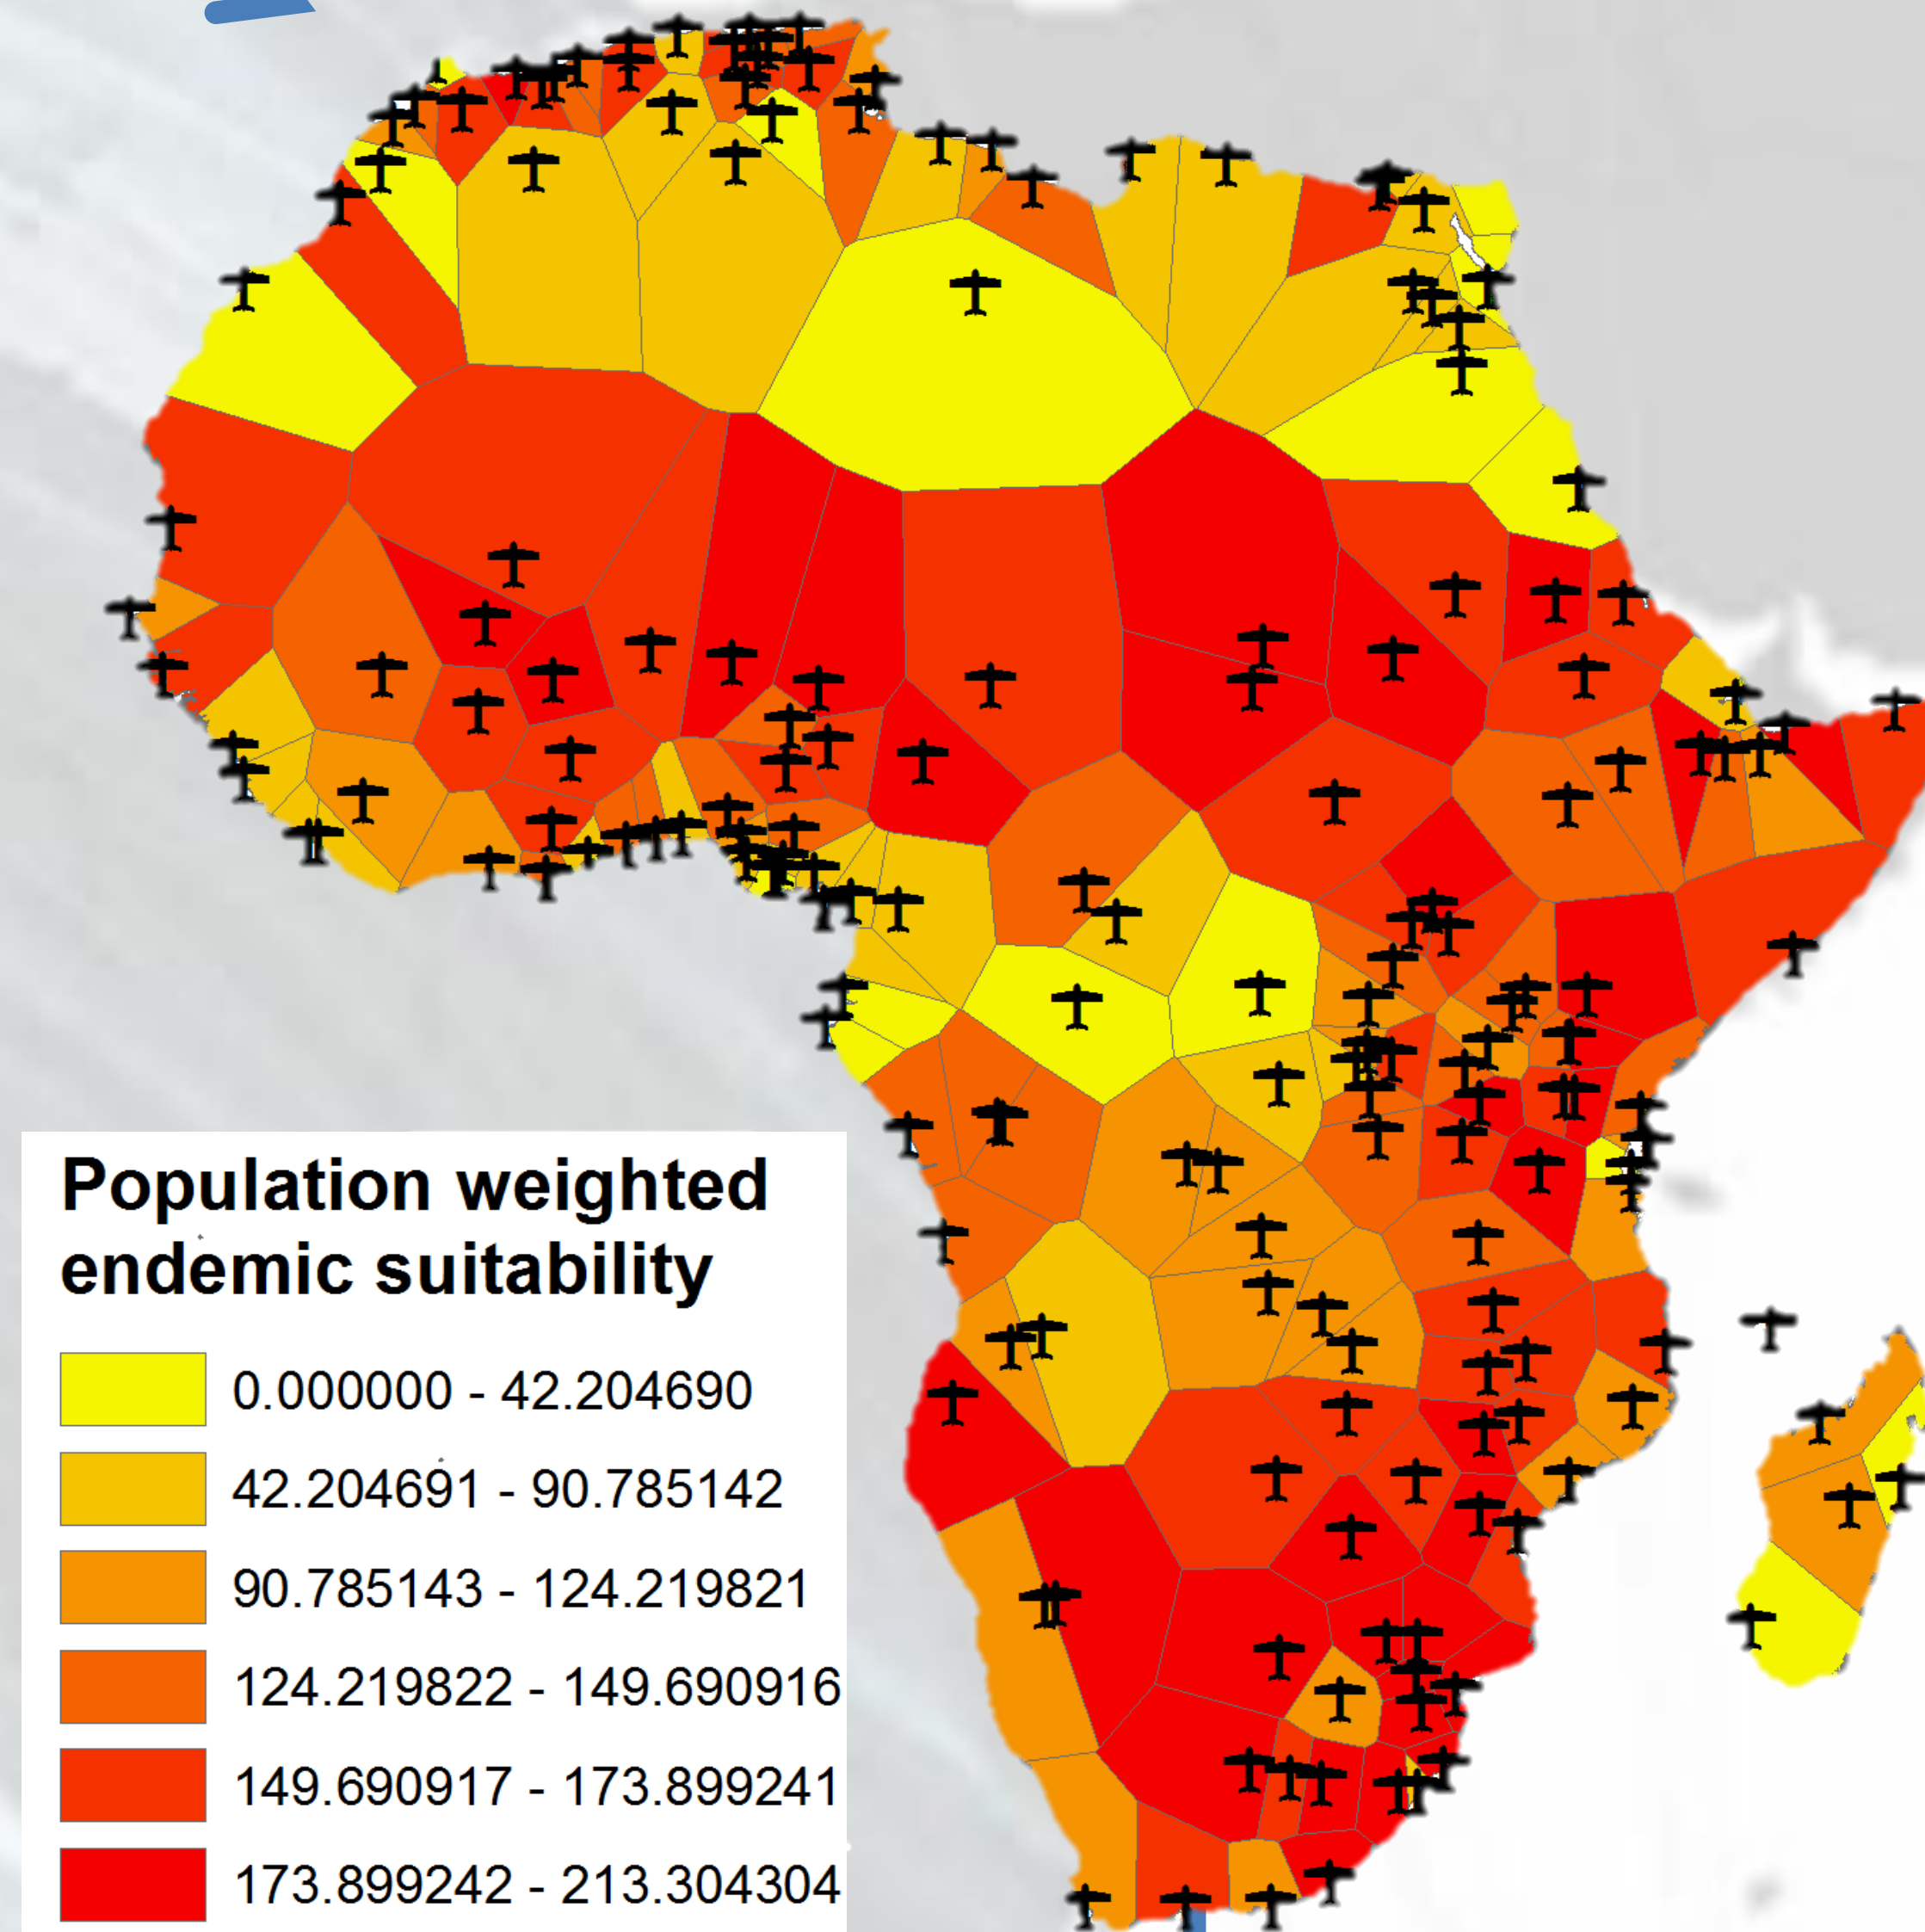 Population weighted
endemic suitability
0.000000 - 42.204690
42.204691 - 90.785142
90.785143 - 124.219821
124.219822 - 149.690916
149.690917 - 173.899241
173.899242 - 213.304304